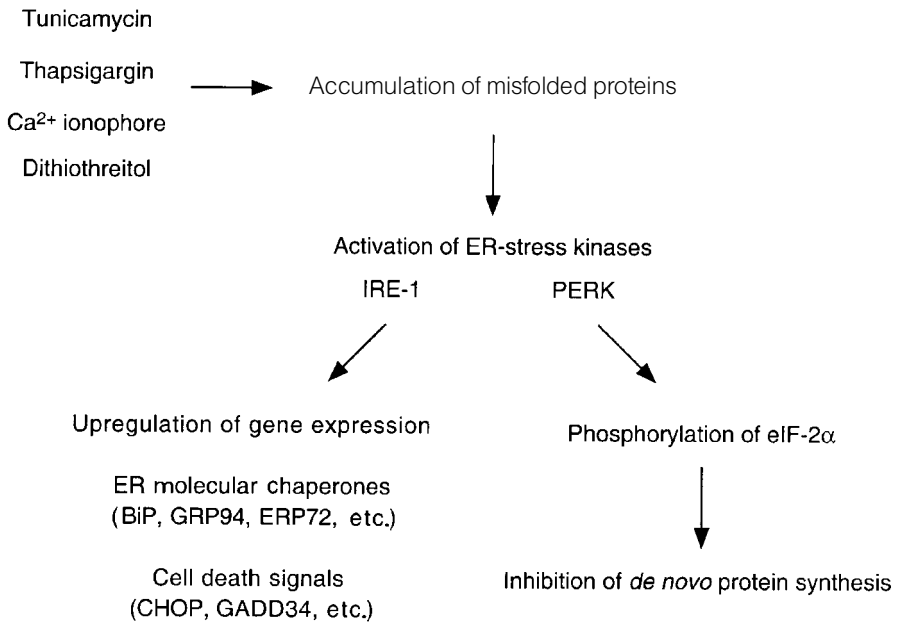 Tunicamycin
Thapsigargin
Ca²⁺ ionophore
Dithiothreitol
Accumulation of misfolded proteins
Activation of ER-stress kinases
IRE-1 PERK
Upregulation of gene expression
ER molecular chaperones
(BiP, GRP94, ERP72, etc.)
Cell death signals
(CHOP, GADD34, etc.)
Phosphorylation of eIF-2α
Inhibition of de novo protein synthesis